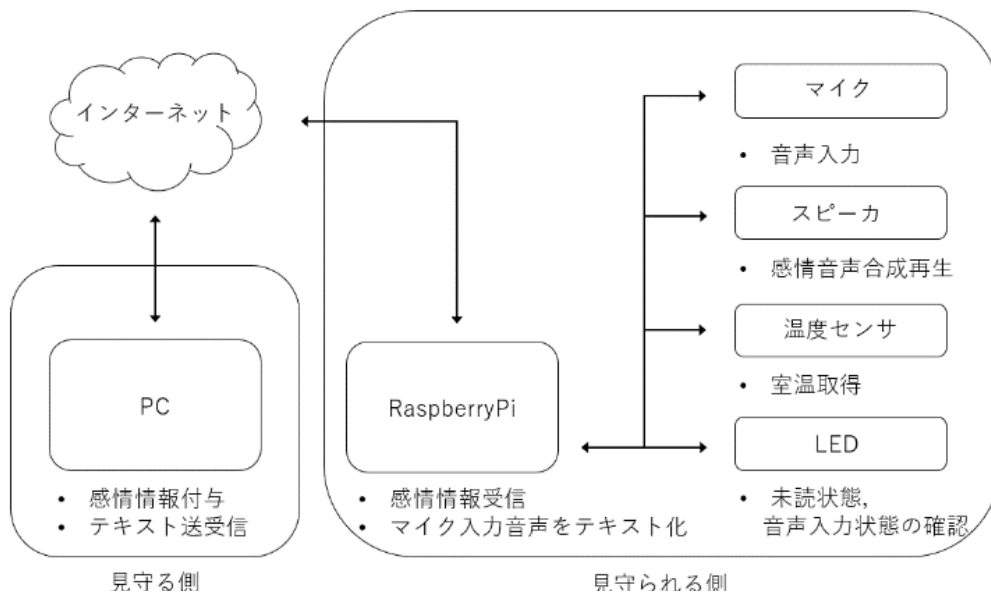 インターネット
PC
• 感情情報付与
• テキスト送受信
見守る側
RaspberryPi
• 感情情報受信
• マイク入力音声をテキスト化
マイク
• 音声入力
スピーカ
• 感情音声合成再生
温度センサ
• 室温取得
LED
• 未読状態,
音声入力状態の確認
見守られる側